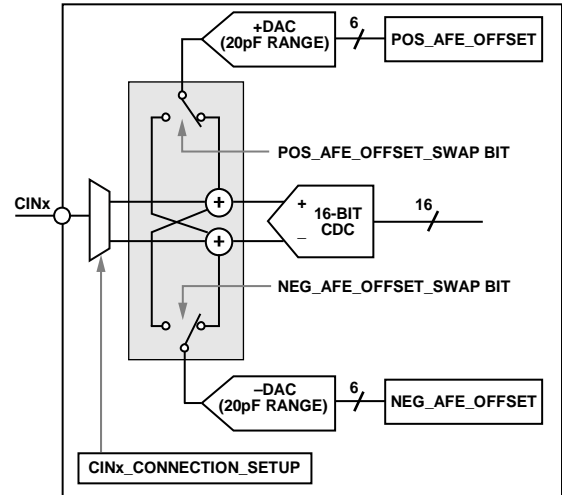 +DAC
(20pF RANGE)
6
POS_AFE_OFFSET
POS_AFE_OFFSET_SWAP BIT
CINx
+
+
16-BIT
CDC
16
+
_
NEG_AFE_OFFSET_SWAP BIT
–DAC
(20pF RANGE)
6
NEG_AFE_OFFSET
CINx_CONNECTION_SETUP